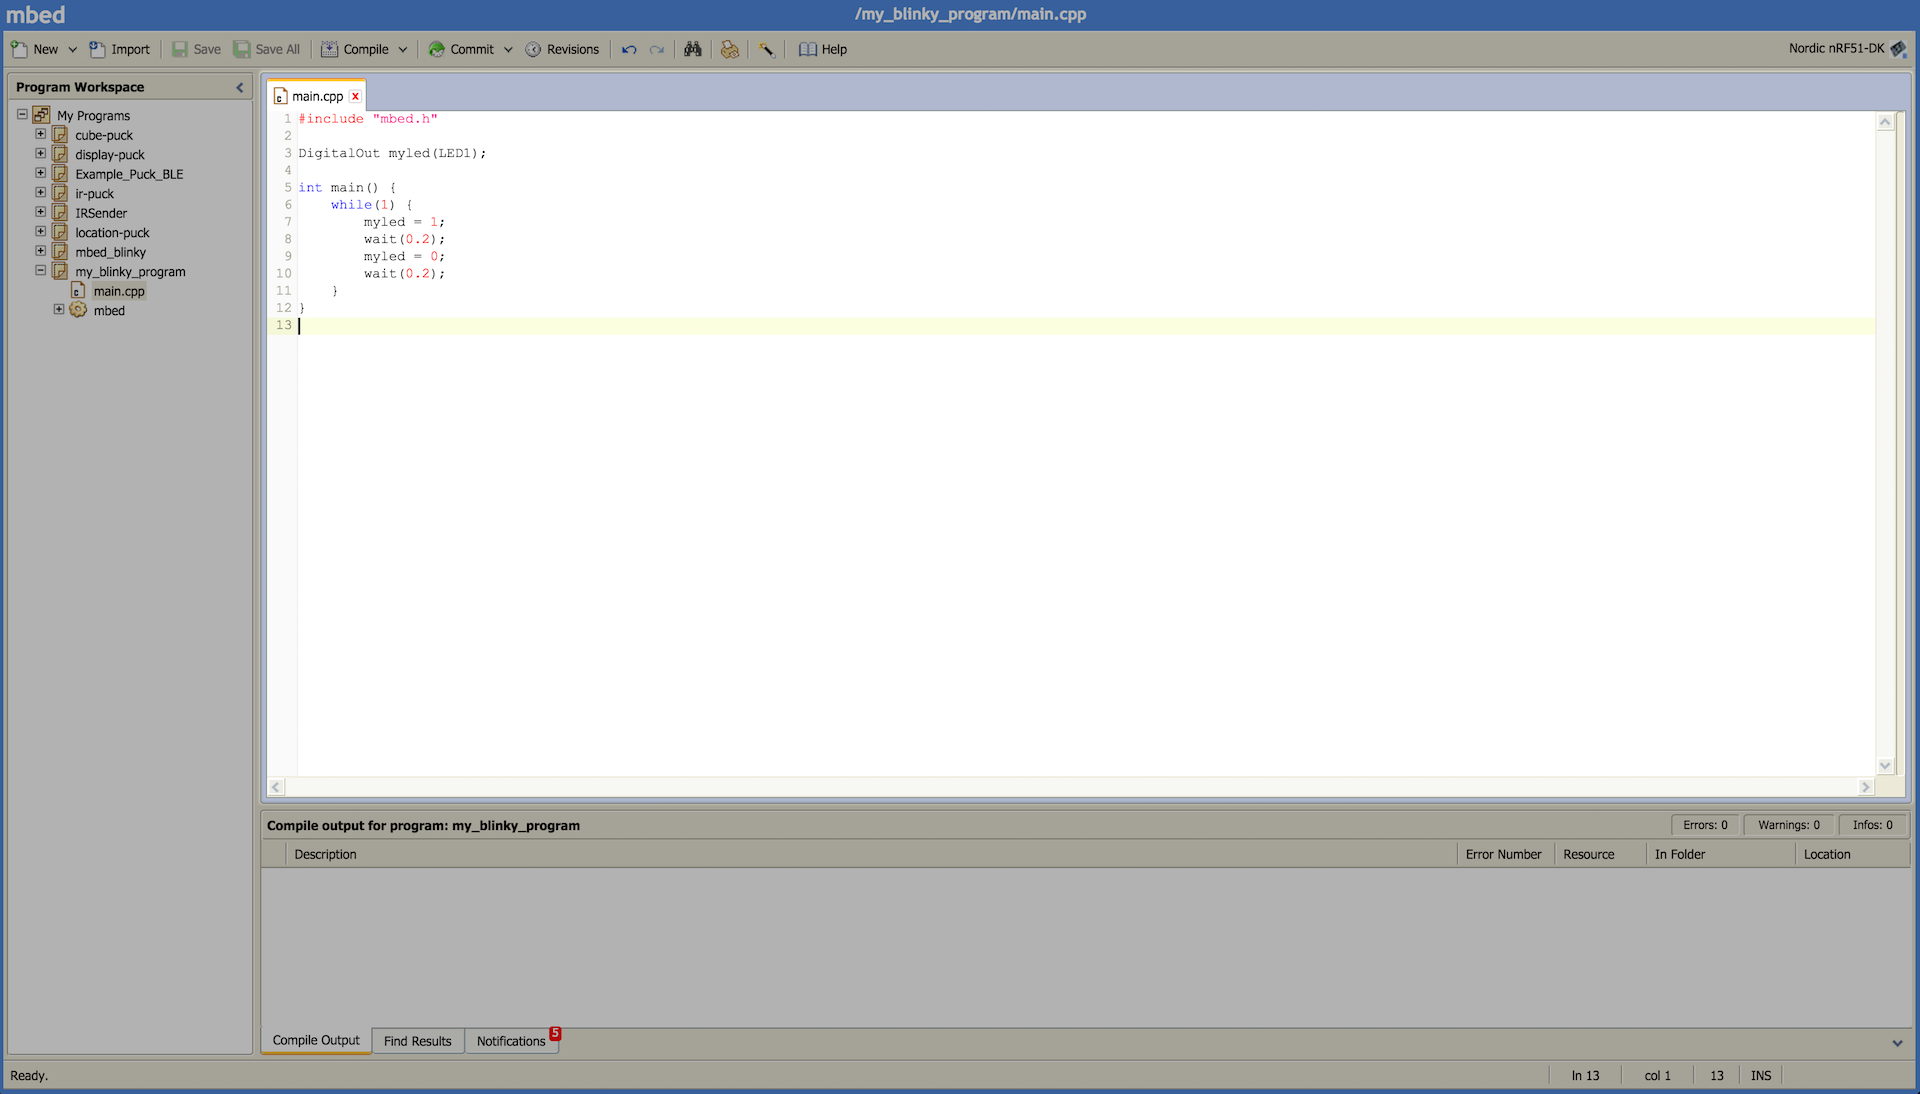 mbed
/my_blinky_program/main.cpp
New Import Save Save All Compile Commit Revisions Help Nordic nRF51-DK
Program Workspace
My Programs
cube-puck
display-puck
Example_Puck_BLE
ir-puck
IRSender
location-puck
mbed_blinky
my_blinky_program
main.cpp
mbed
main.cpp
1 #include "mbed.h"
2
3 DigitalOut myled(LED1);
4
5 int main() {
6 while(1) {
7 myled = 1;
8 wait(0.2);
9 myled = 0;
10 wait(0.2);
11 }
12 }
13
Compile output for program: my_blinky_program Errors: 0 Warnings: 0 Infos: 0
Description Error Number Resource In Folder Location
Compile Output Find Results Notifications 5
Ready. ln 13 col 1 13 INS